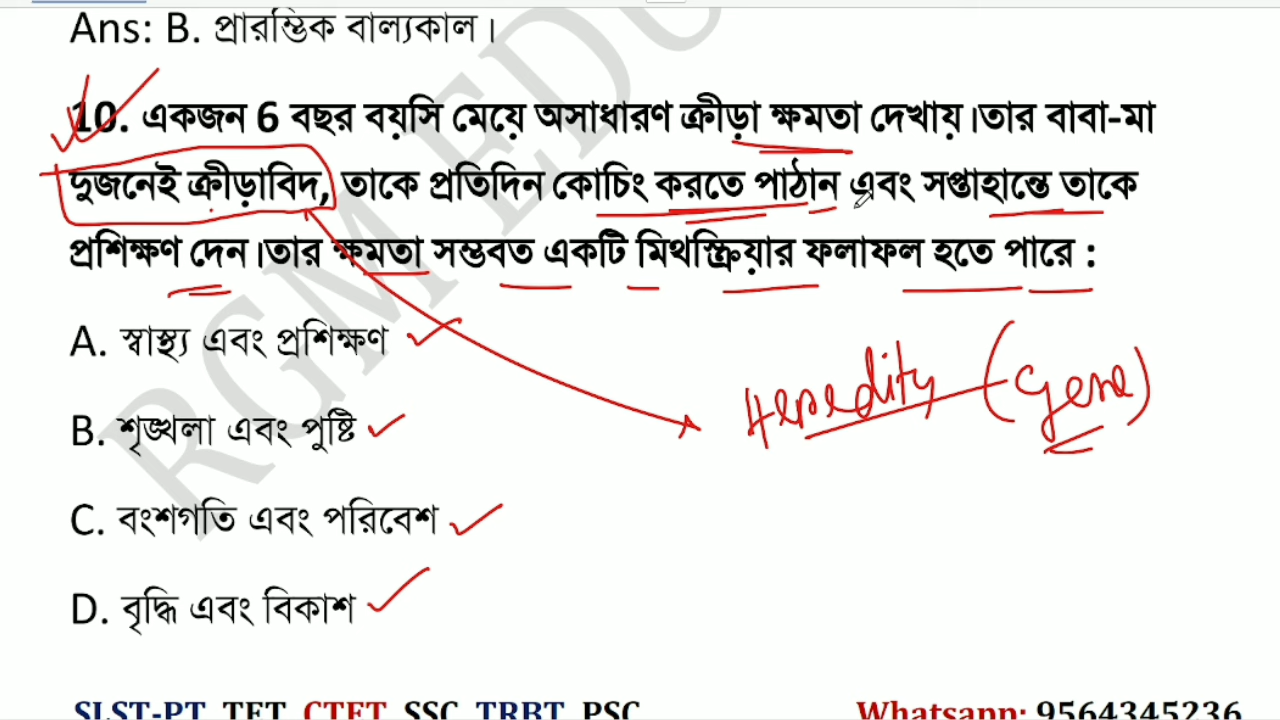 Ans: B. প্রারম্ভিক বাল্যকাল।
10. একজন 6 বছর বয়সি মেয়ে অসাধারণ ক্রীড়া ক্ষমতা দেখায়।তার বাবা-মা
দুজনেই ক্রীড়াবিদ, তাকে প্রতিদিন কোচিং করতে পাঠান এবং সপ্তাহান্তে তাকে
প্রশিক্ষণ দেন।তার ক্ষমতা সম্ভবত একটি মিথস্ক্রিয়ার ফলাফল হতে পারে :
A. স্বাস্থ্য এবং প্রশিক্ষণ
Heredity (Gene)
B. শৃঙ্খলা এবং পুষ্টি
C. বংশগতি এবং পরিবেশ
D. বৃদ্ধি এবং বিকাশ
RGM EDU
SLST-PT TET CTET SSC TRBT PSC
Whatsapp: 9564345236